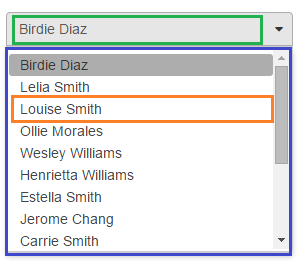 Birdie Diaz
Birdie Diaz
Lelia Smith
Louise Smith
Ollie Morales
Wesley Williams
Henrietta Williams
Estella Smith
Jerome Chang
Carrie Smith